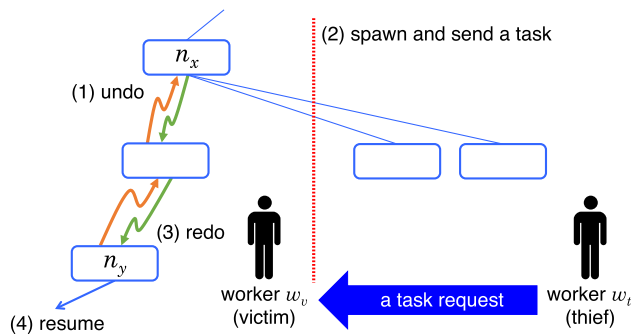 (2) spawn and send a task
nₓ
(1) undo
(3) redo
n_y
(4) resume
worker w_v
(victim)
a task request
worker w_t
(thief)